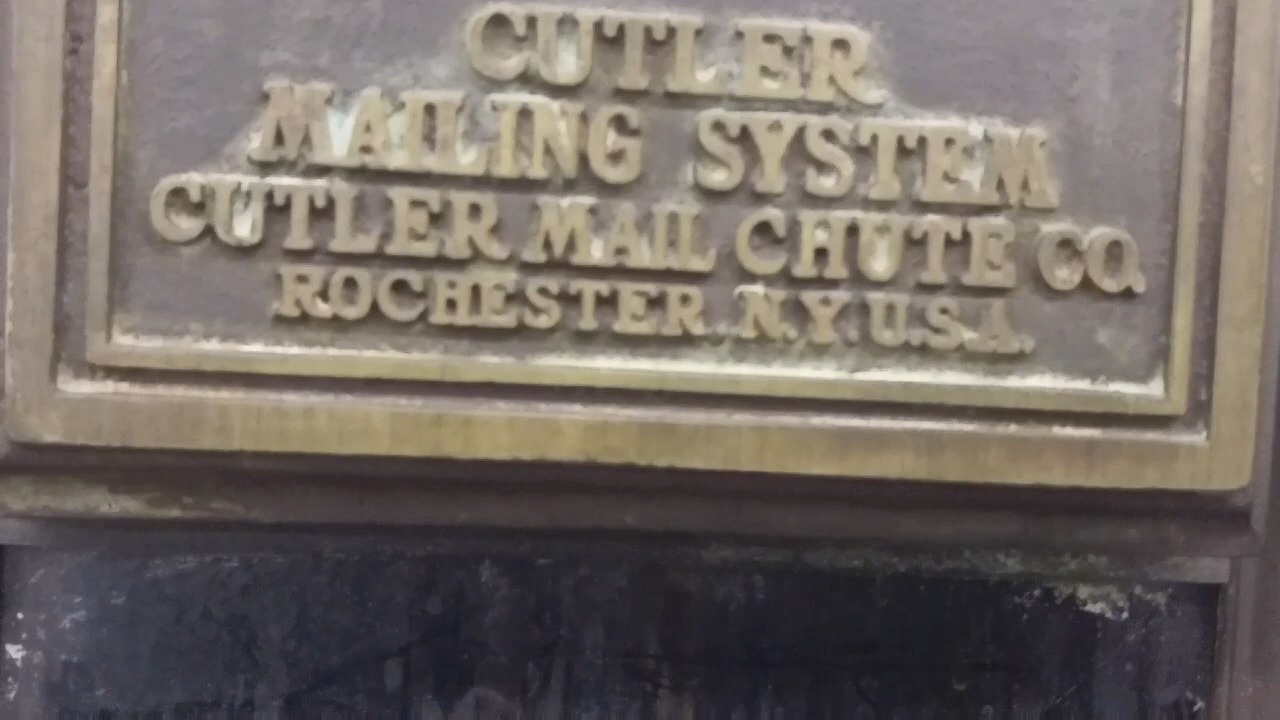 CUTLER
MAILING SYSTEM
CUTLER MAIL CHUTE CO.
ROCHESTER, N.Y. U.S.A.